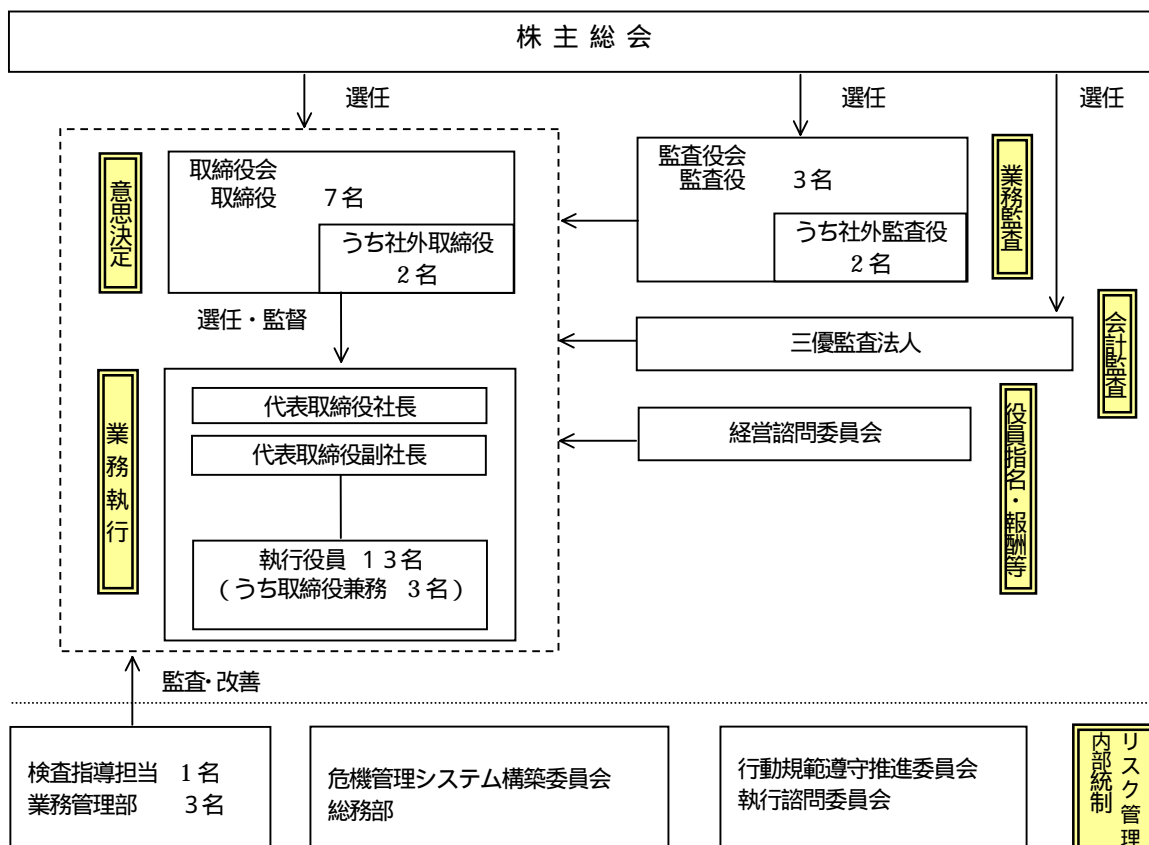 株主総会
選任
選任
選任
意思決定
取締役会
取締役 7名
うち社外取締役
2名
監査役会
監査役 3名
うち社外監査役
2名
業務監査
選任・監督
三優監査法人
会計監査
業務執行
代表取締役社長
代表取締役副社長
執行役員 13名
(うち取締役兼務 3名)
経営諮問委員会
役員指名・報酬等
監査・改善
検査指導担当 1名
業務管理部 3名
危機管理システム構築委員会
総務部
行動規範遵守推進委員会
執行諮問委員会
リスク管理
内部統制